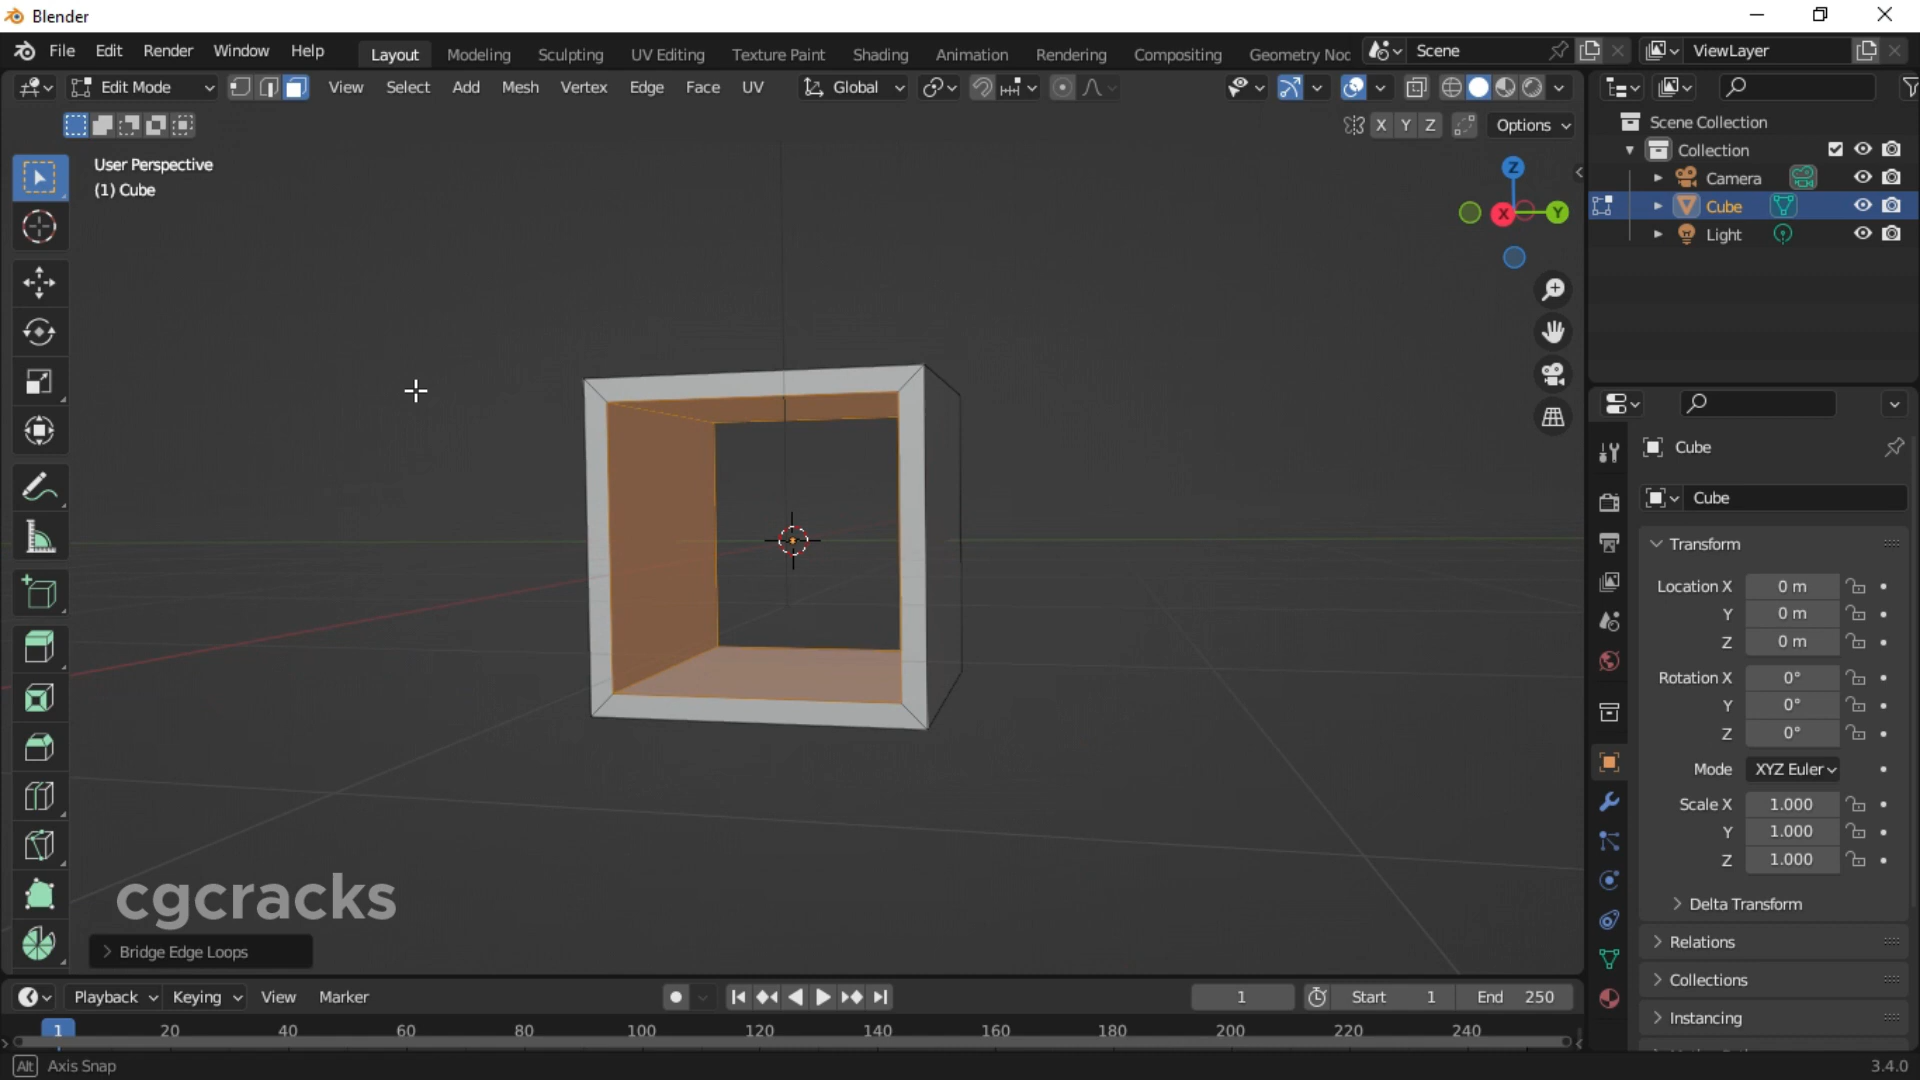 Blender
File Edit Render Window Help Layout Modeling Sculpting UV Editing Texture Paint Shading Animation Rendering Compositing Geometry Noc Scene ViewLayer
Edit Mode View Select Add Mesh Vertex Edge Face UV Global
X Y Z Options
User Perspective
(1) Cube
Z
X Y
Scene Collection
Collection
Camera
Cube
Light
Cube
Cube
Transform
Location X 0 m
Y 0 m
Z 0 m
Rotation X 0°
Y 0°
Z 0°
Mode XYZ Euler
Scale X 1.000
Y 1.000
Z 1.000
Delta Transform
Relations
Collections
Instancing
cgcracks
Bridge Edge Loops
Playback Keying View Marker 1 Start 1 End 250
1 20 40 60 80 100 120 140 160 180 200 220 240
Alt Axis Snap 3.4.0